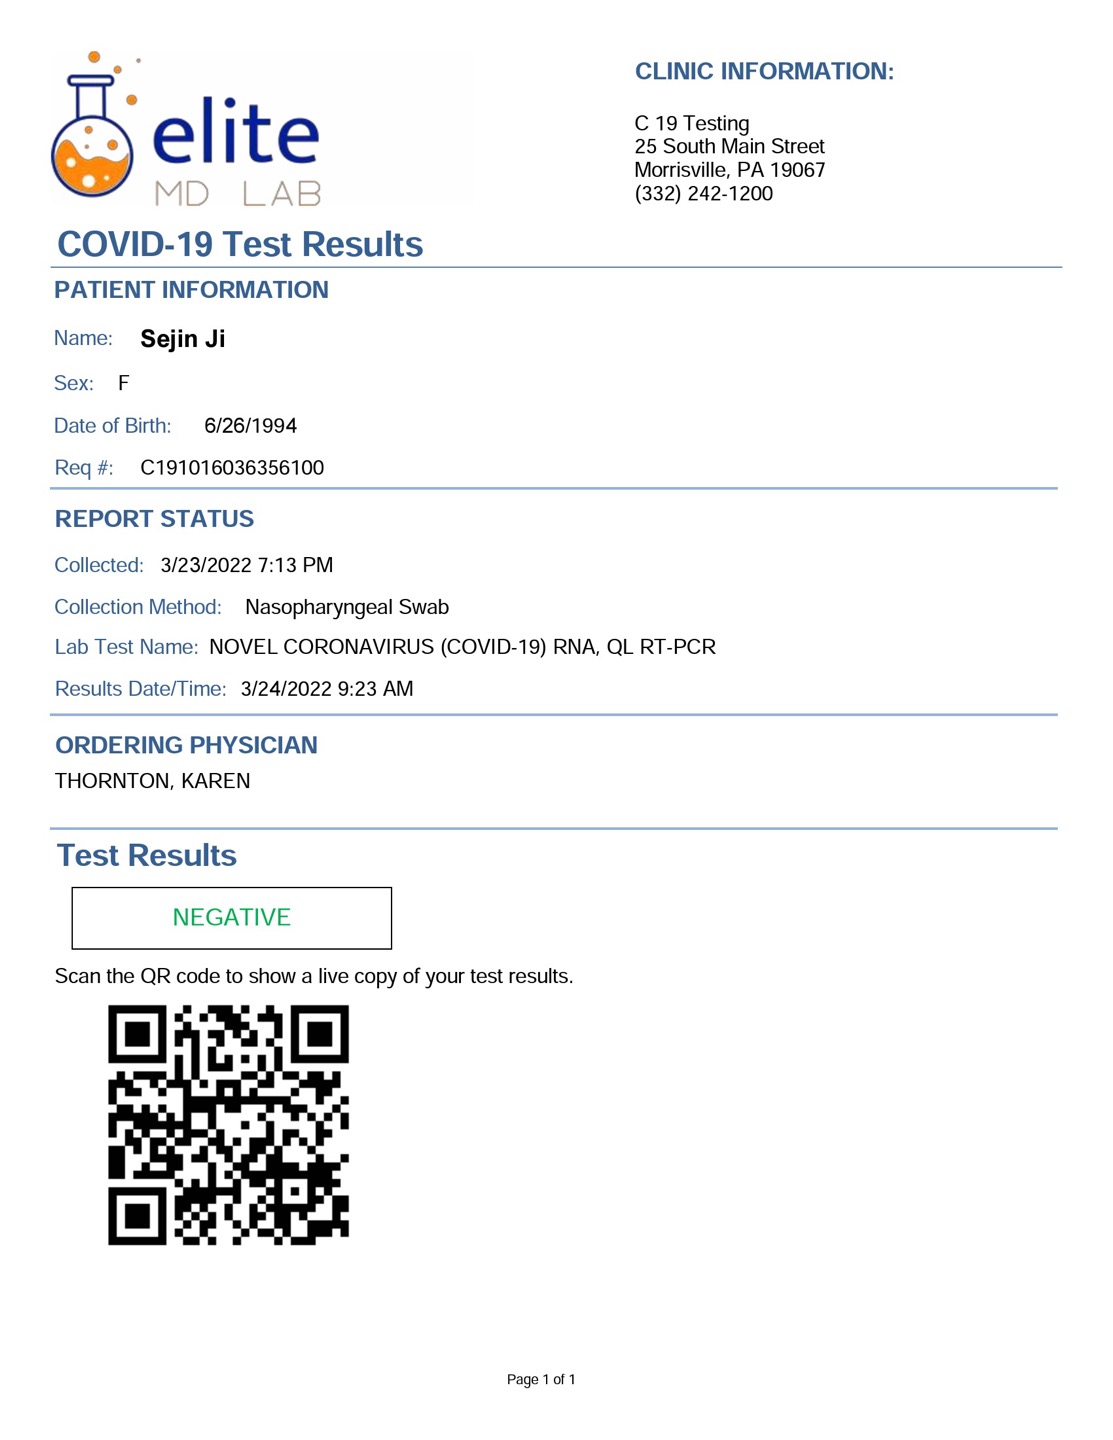 elite
MD LAB
CLINIC INFORMATION:
C 19 Testing
25 South Main Street
Morrisville, PA 19067
(332) 242-1200
COVID-19 Test Results
PATIENT INFORMATION
Name: Sejin Ji
Sex: F
Date of Birth: 6/26/1994
Req #: C191016036356100
REPORT STATUS
Collected: 3/23/2022 7:13 PM
Collection Method: Nasopharyngeal Swab
Lab Test Name: NOVEL CORONAVIRUS (COVID-19) RNA, QL RT-PCR
Results Date/Time: 3/24/2022 9:23 AM
ORDERING PHYSICIAN
THORNTON, KAREN
Test Results
NEGATIVE
Scan the QR code to show a live copy of your test results.
Page 1 of 1